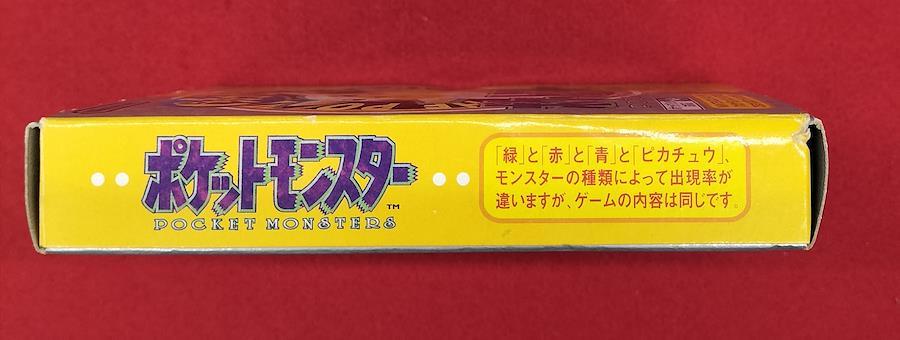 ポケットモンスター
TM
POCKET MONSTERS
「緑」と「赤」と「青」と「ピカチュウ」、
モンスターの種類によって出現率が
違いますが、ゲームの内容は同じです。